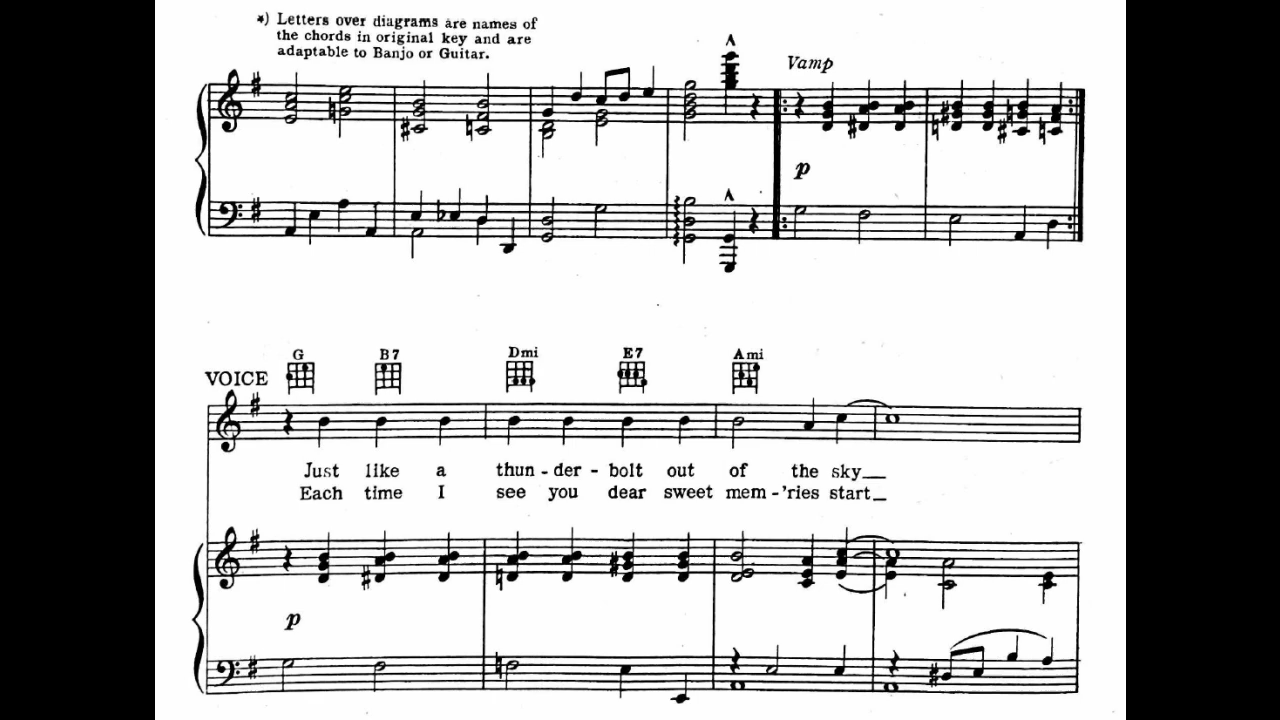 *) Letters over diagrams are names of
the chords in original key and are
adaptable to Banjo or Guitar.
Vamp
p
G B7 Dmi E7 Ami
VOICE
Just like a thun - der - bolt out of the sky_
Each time I see you dear sweet mem - 'ries start_
p